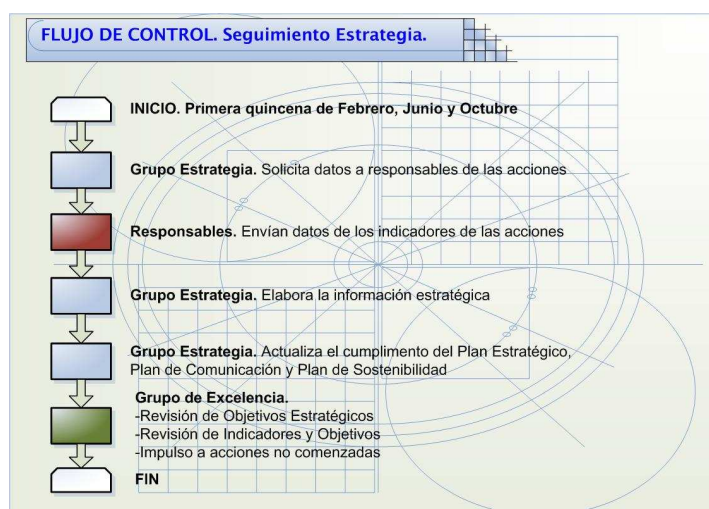 FLUJO DE CONTROL. Seguimiento Estrategia.
INICIO. Primera quincena de Febrero, Junio y Octubre
Grupo Estrategia. Solicita datos a responsables de las acciones
Responsables. Envían datos de los indicadores de las acciones
Grupo Estrategia. Elabora la información estratégica
Grupo Estrategia. Actualiza el cumplimento del Plan Estratégico,
Plan de Comunicación y Plan de Sostenibilidad
Grupo de Excelencia.
-Revisión de Objetivos Estratégicos
-Revisión de Indicadores y Objetivos
-Impulso a acciones no comenzadas
FIN